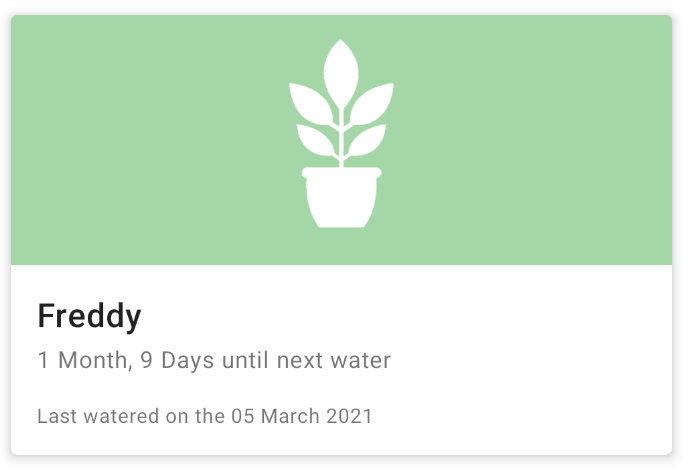 Freddy
1 Month, 9 Days until next water
Last watered on the 05 March 2021